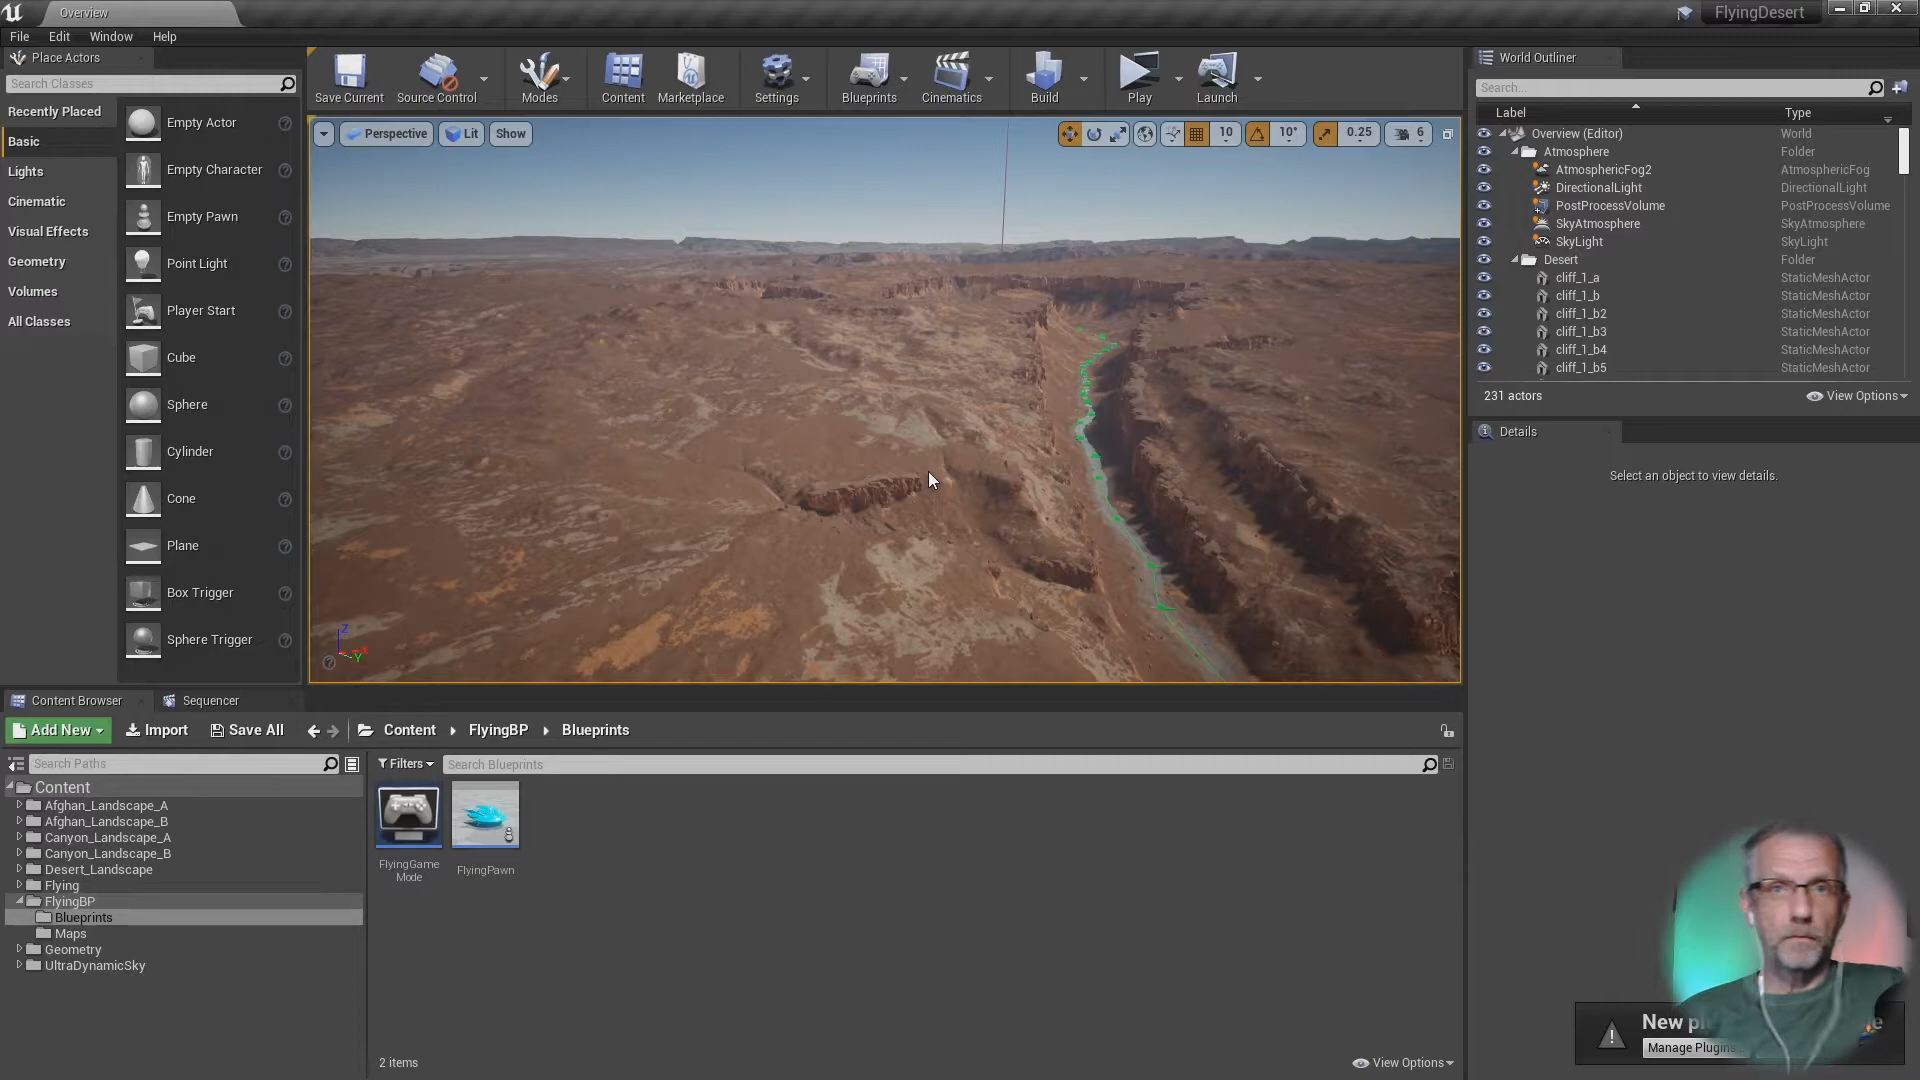 Overview
FlyingDesert
File Edit Window Help
Place Actors
Search Classes
Recently Placed
Basic
Lights
Cinematic
Visual Effects
Geometry
Volumes
All Classes
Empty Actor
Empty Character
Empty Pawn
Point Light
Player Start
Cube
Sphere
Cylinder
Cone
Plane
Box Trigger
Sphere Trigger
Save Current
Source Control
Modes
Content
Marketplace
Settings
Blueprints
Cinematics
Build
Play
Launch
Perspective
Lit
Show
10
10°
0.25
6
Z
X
Y
World Outliner
Search...
Label Type
Overview (Editor) World
Atmosphere Folder
AtmosphericFog2 AtmosphericFog
DirectionalLight DirectionalLight
PostProcessVolume PostProcessVolume
SkyAtmosphere SkyAtmosphere
SkyLight SkyLight
Desert Folder
cliff_1_a StaticMeshActor
cliff_1_b StaticMeshActor
cliff_1_b2 StaticMeshActor
cliff_1_b3 StaticMeshActor
cliff_1_b4 StaticMeshActor
cliff_1_b5 StaticMeshActor
231 actors
View Options
Details
Select an object to view details.
Content Browser
Sequencer
Add New
Import
Save All
Content
FlyingBP
Blueprints
Search Paths
Filters
Search Blueprints
Content
Afghan_Landscape_A
Afghan_Landscape_B
Canyon_Landscape_A
Canyon_Landscape_B
Desert_Landscape
Flying
FlyingBP
Blueprints
Maps
Geometry
UltraDynamicSky
FlyingGame
Mode
FlyingPawn
2 items
View Options
New
Manage Plugins